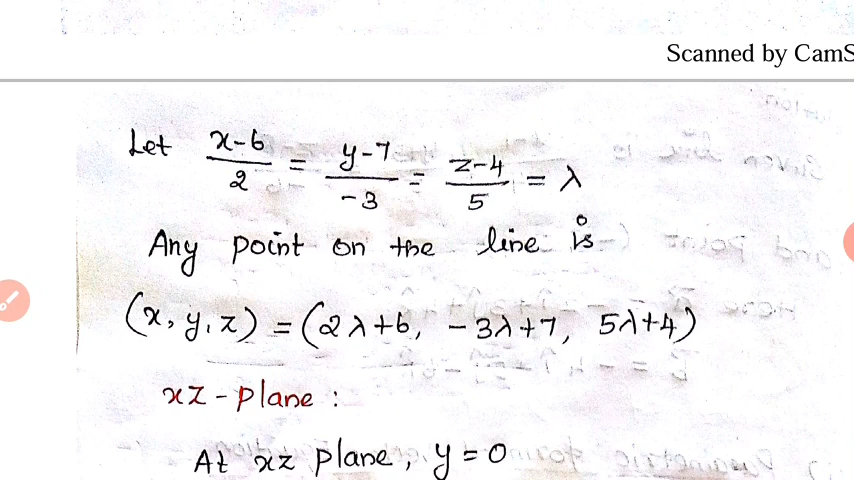 Scanned by CamS
Let x-6/2 = y-7/-3 = z-4/5 = λ
Any point on the line is
(x, y, z) = (2λ+6, -3λ+7, 5λ+4)
xz-plane :
At xz plane, y = 0